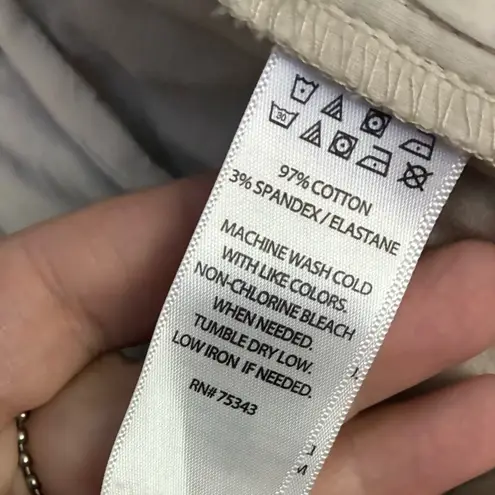 30
97% COTTON
3% SPANDEX / ELASTANE
MACHINE WASH COLD
WITH LIKE COLORS.
NON-CHLORINE BLEACH
WHEN NEEDED.
TUMBLE DRY LOW.
LOW IRON IF NEEDED.
RN# 75343